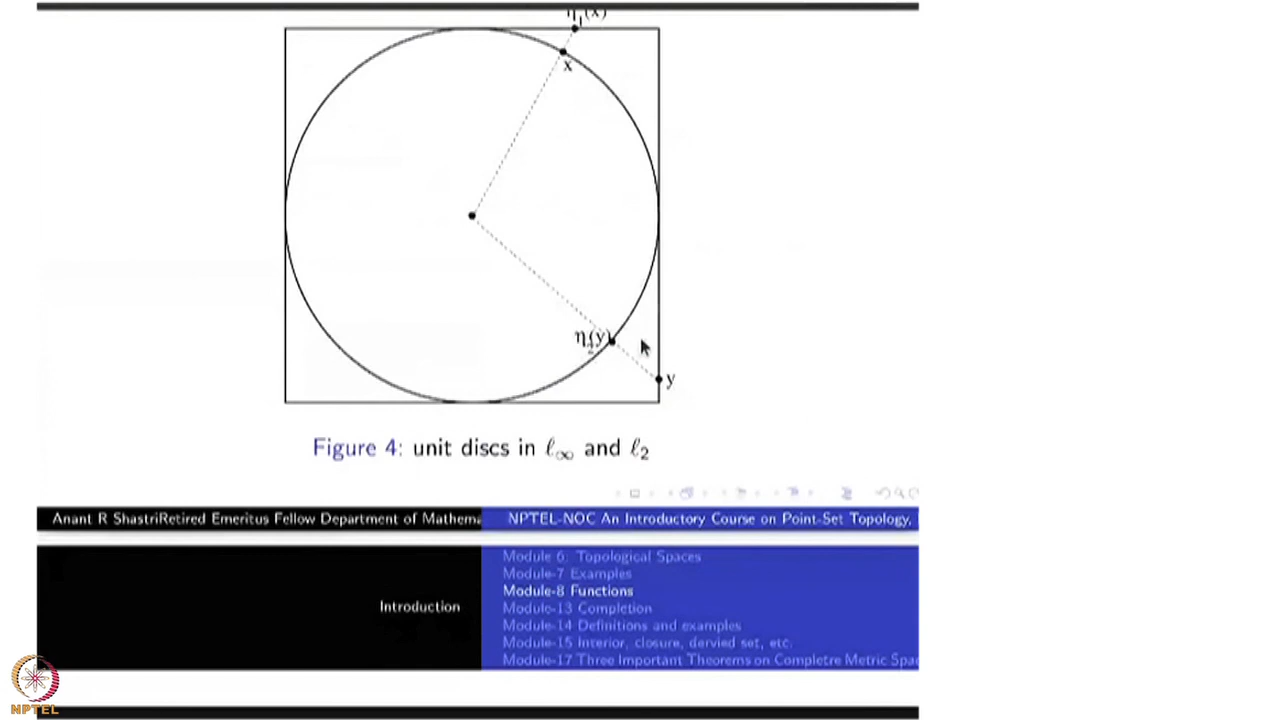 η₁(x)
x
η₂(y)
y
Figure 4: unit discs in ℓ∞ and ℓ₂
Anant R ShastriRetired Emeritus Fellow Department of Mathema
NPTEL-NOC An Introductory Course on Point-Set Topology,
Introduction
Module 6: Topological Spaces
Module-7 Examples
Module-8 Functions
Module-13 Completion
Module-14 Definitions and examples
Module-15 Interior, closure, dervied set, etc.
Module-17 Three Important Theorems on Completre Metric Spac
NPTEL